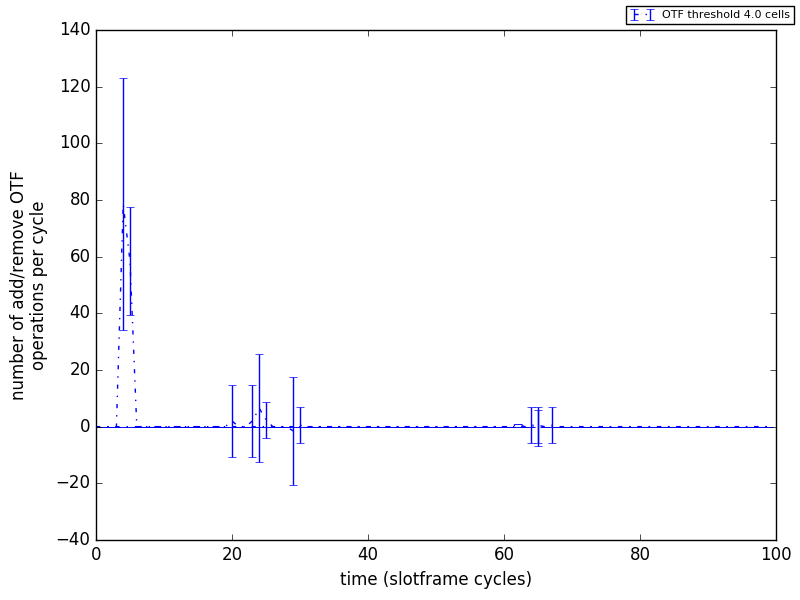 OTF threshold 4.0 cells
140
120
100
80
60
40
20
0
−20
−40
number of add/remove OTF
operations per cycle
0 20 40 60 80 100
time (slotframe cycles)